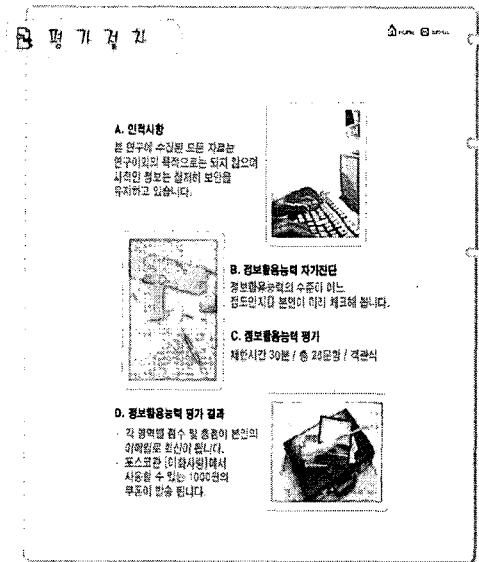 평가절차
HOME E-MAIL
A. 인적사항
본 연구에 수집된 모든 자료는
연구이외의 목적으로는 되지 않으며
사적인 정보는 철저히 보안을
유지하고 있습니다.
B. 정보활용능력 자가진단
정보활용능력의 수준이 어느
정도인지를 본인이 미리 체크해 봅니다.
C. 정보활용능력 평가
제한시간 30분 / 총 28문항 / 객관식
D. 정보활용능력 평가 결과
· 각 영역별 점수 및 총점이 본인의
이메일로 회신이 됩니다.
· 포스코관 [이화사랑]에서
사용할 수 있는 1000원의
쿠폰이 발송 됩니다.